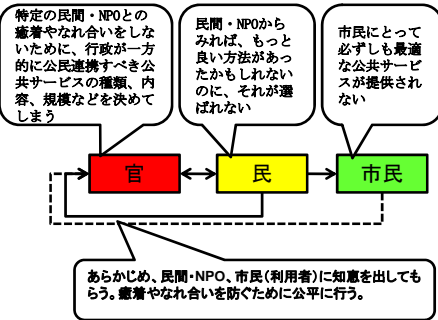 特定の民間・NPOとの
癒着やなれ合いをしな
いために、行政が一方
的に公民連携すべき公
共サービスの種類、内
容、規模などを決めて
しまう
民間・NPOから
みれば、もっと
良い方法があっ
たかもしれない
のに、それが選
ばれない
市民にとって
必ずしも最適
な公共サービ
スが提供され
ない
官
民
市民
あらかじめ、民間・NPO、市民（利用者）に知恵を出しても
らう。癒着やなれ合いを防ぐために公平に行う。